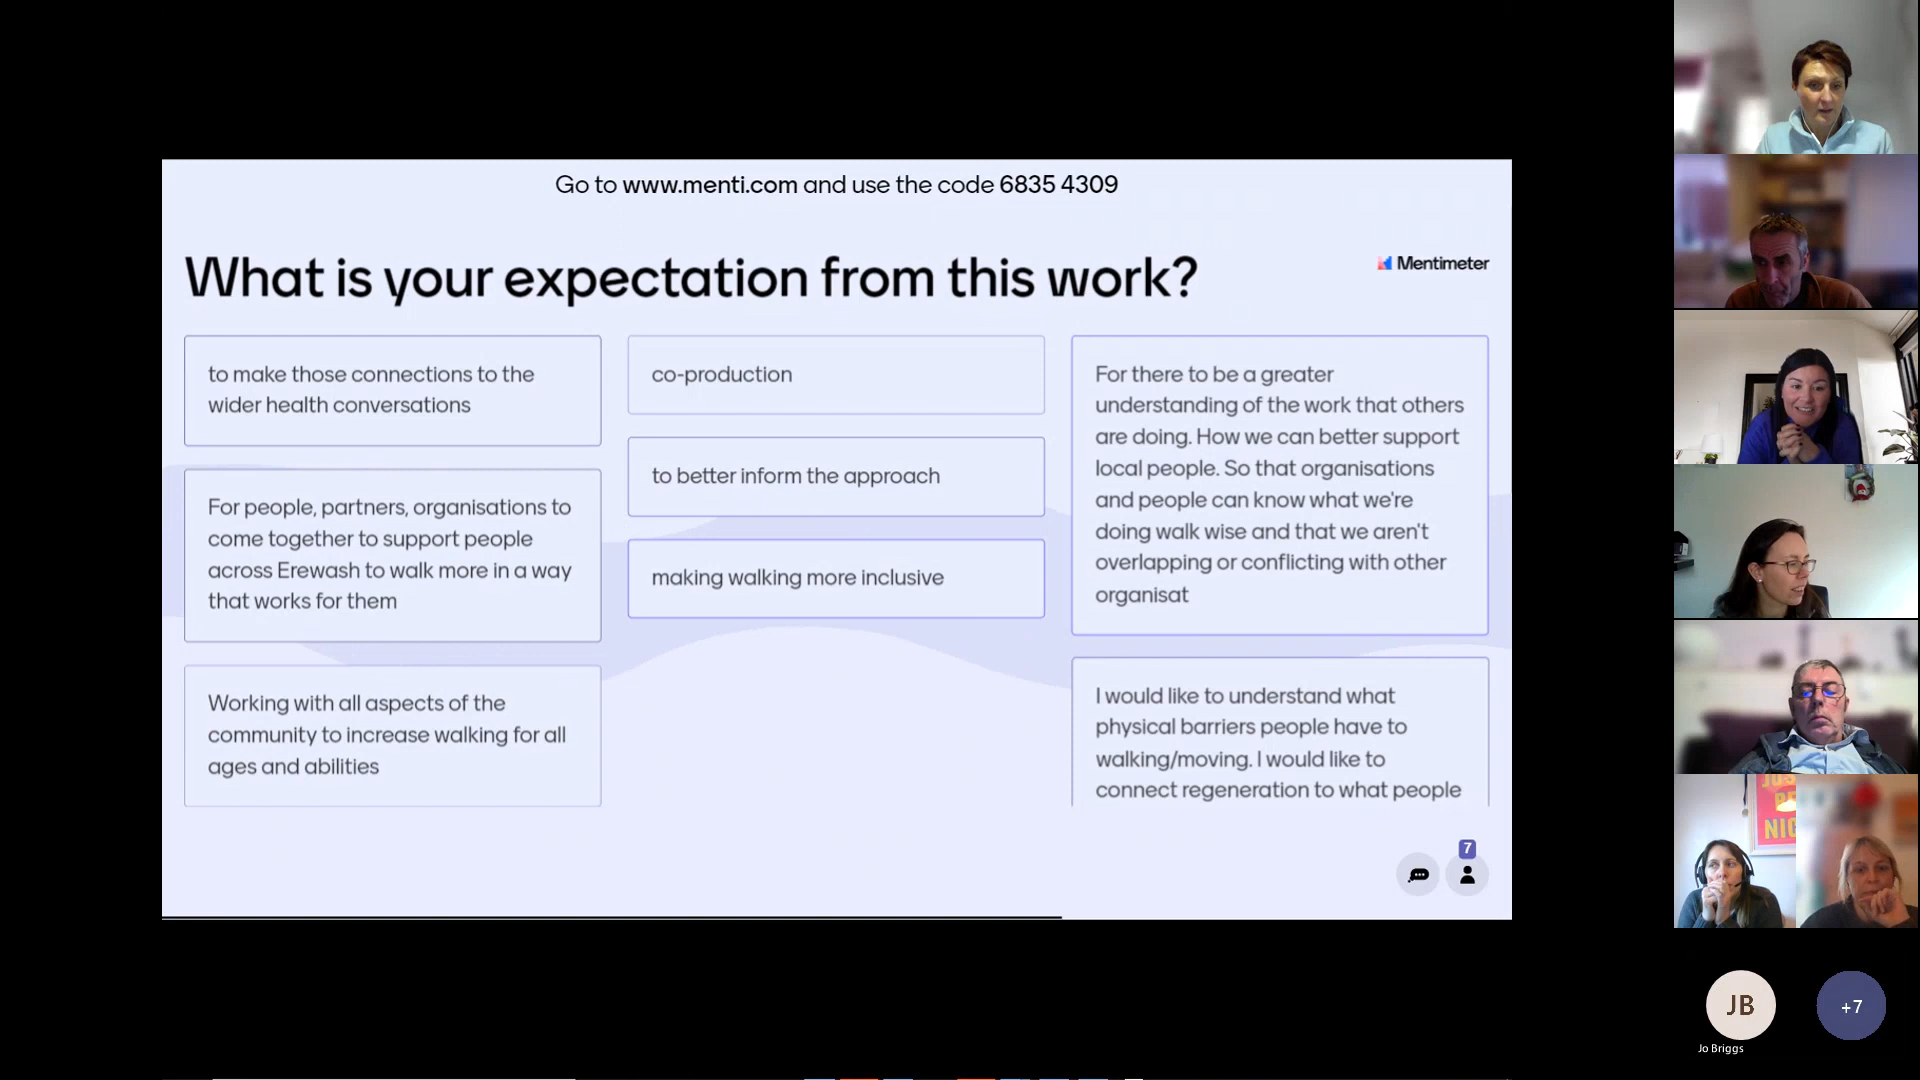 Go to www.menti.com and use the code 6835 4309
What is your expectation from this work?
Mentimeter
to make those connections to the
wider health conversations
For people, partners, organisations to
come together to support people
across Erewash to walk more in a way
that works for them
Working with all aspects of the
community to increase walking for all
ages and abilities
co-production
to better inform the approach
making walking more inclusive
For there to be a greater
understanding of the work that others
are doing. How we can better support
local people. So that organisations
and people can know what we're
doing walk wise and that we aren't
overlapping or conflicting with other
organisat
I would like to understand what
physical barriers people have to
walking/moving. I would like to
connect regeneration to what people
7
NIC
JB
+7
Jo Briggs